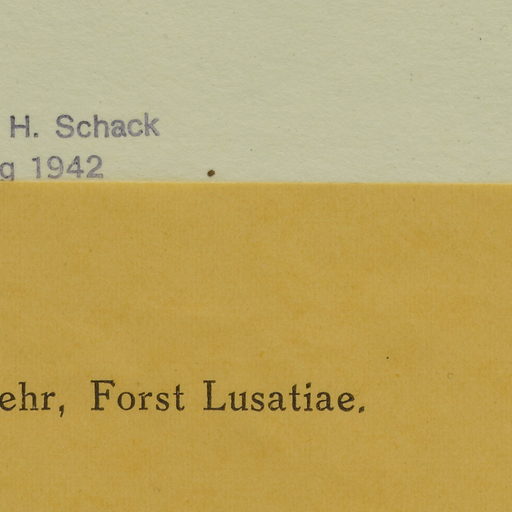 H. Schack
g 1942
ehr, Forst Lusatiae.